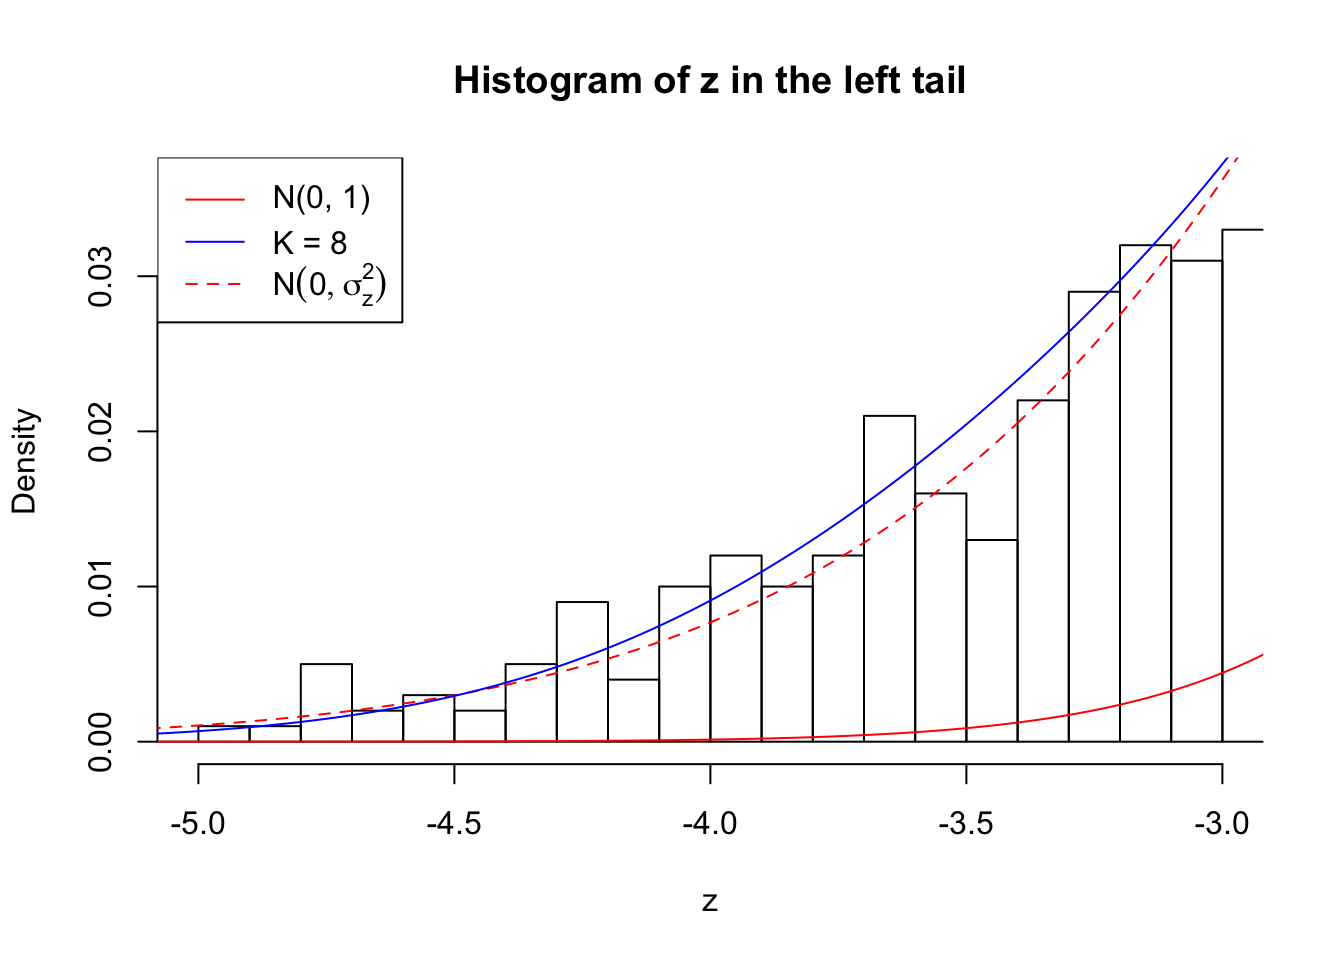 Histogram of z in the left tail
N(0, 1)
K = 8
N(0, σ_z^2)
Density
0.03
0.02
0.01
0.00
-5.0 -4.5 -4.0 -3.5 -3.0
z